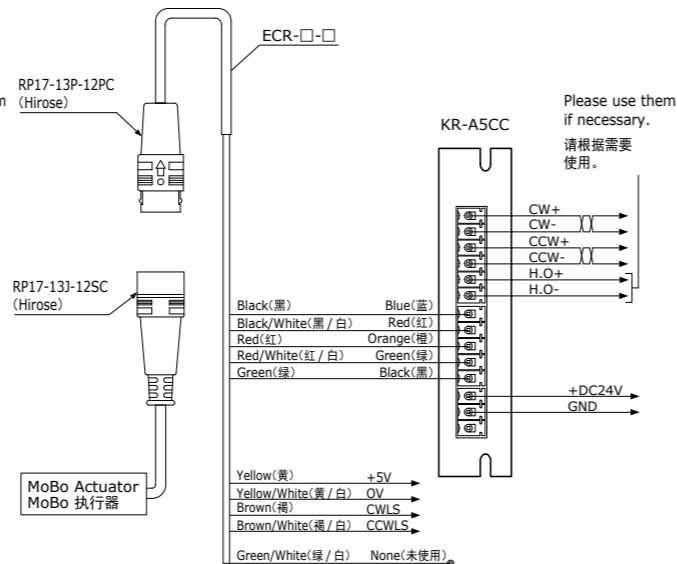 ECR-□-□
RP17-13P-12PC
(Hirose)
m
KR-A5CC
Please use them
if necessary.
请根据需要
使用。
CW+
CW-
CCW+
CCW-
H.O+
H.O-
RP17-13J-12SC
(Hirose)
Black(黑) Blue(蓝)
Black/White(黑 / 白) Red(红)
Red(红) Orange(橙)
Red/White(红 / 白) Green(绿)
Green(绿) Black(黑)
+DC24V
GND
MoBo Actuator
MoBo 执行器
Yellow(黄) +5V
Yellow/White(黄 / 白) OV
Brown(褐) CWLS
Brown/White(褐 / 白) CCWLS
Green/White(绿 / 白) None(未使用)